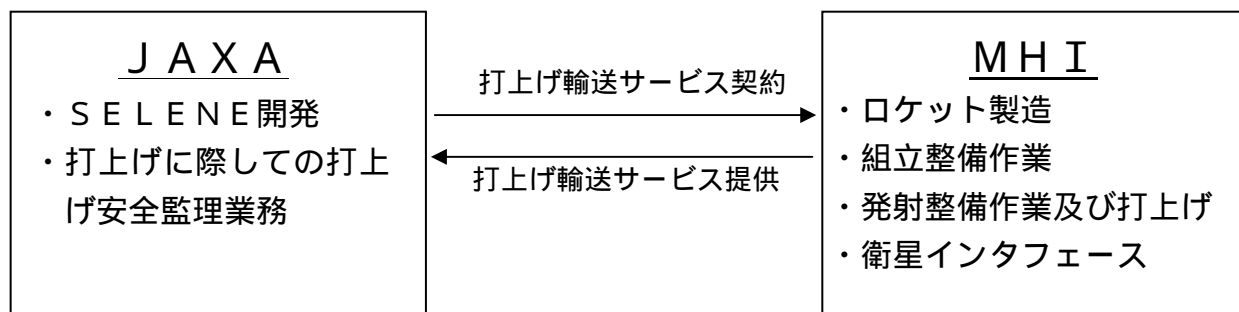 ＪＡＸＡ
・ＳＥＬＥＮＥ開発
・打上げに際しての打上
げ安全監理業務
打上げ輸送サービス契約
打上げ輸送サービス提供
ＭＨＩ
・ロケット製造
・組立整備作業
・発射整備作業及び打上げ
・衛星インタフェース